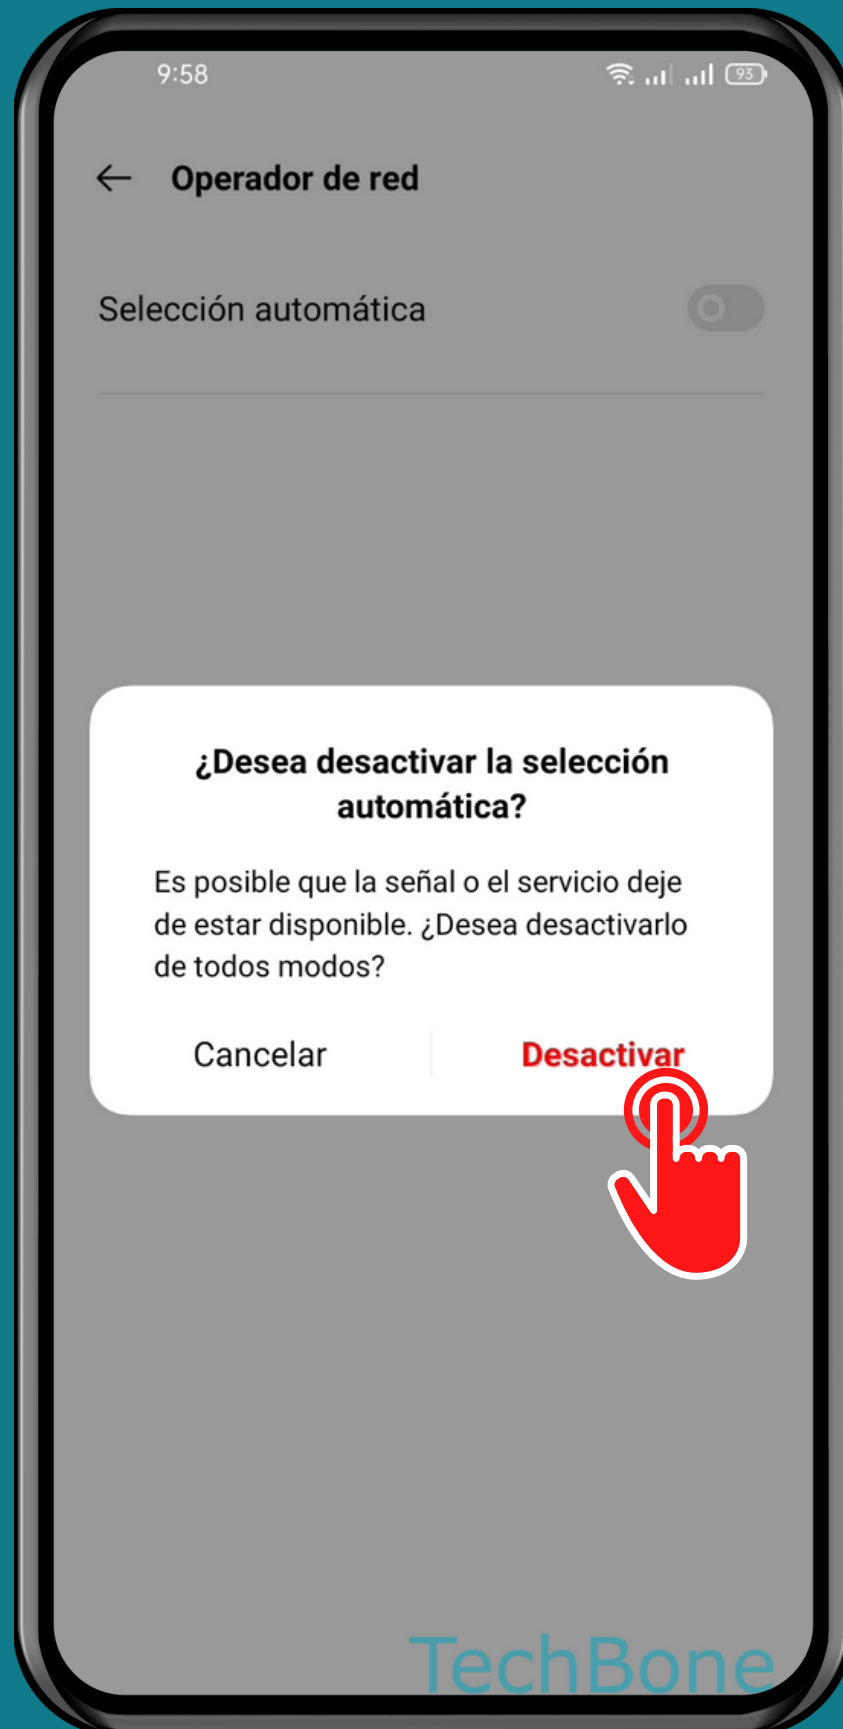 9:58
93
Operador de red
Selección automática
¿Desea desactivar la selección
automática?
Es posible que la señal o el servicio deje
de estar disponible. ¿Desea desactivarlo
de todos modos?
Cancelar
Desactivar
TechBone